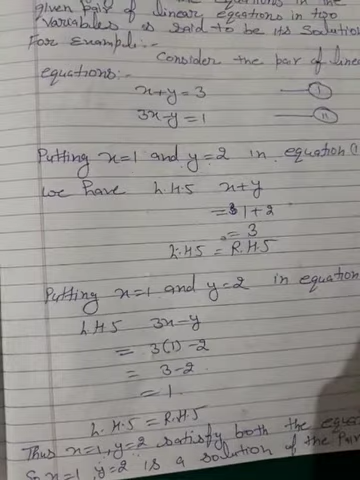 given pair of linear equations in two
variables is said to be its solution
For Example:-
Consider the pair of linear
equations:-
x+y=3 —— (I)
3x-y=1 —— (II)
Putting x=1 and y=2 in equation (I)
we have L.H.S x+y
=1+2
=3
L.H.S = R.H.S
Putting x=1 and y=2 in equation
L.H.S 3x-y
= 3(1)-2
= 3-2
= 1
L.H.S = R.H.S
Thus x=1, y=2 satisfy both the equa
So x=1, y=2 is a solution of the pair